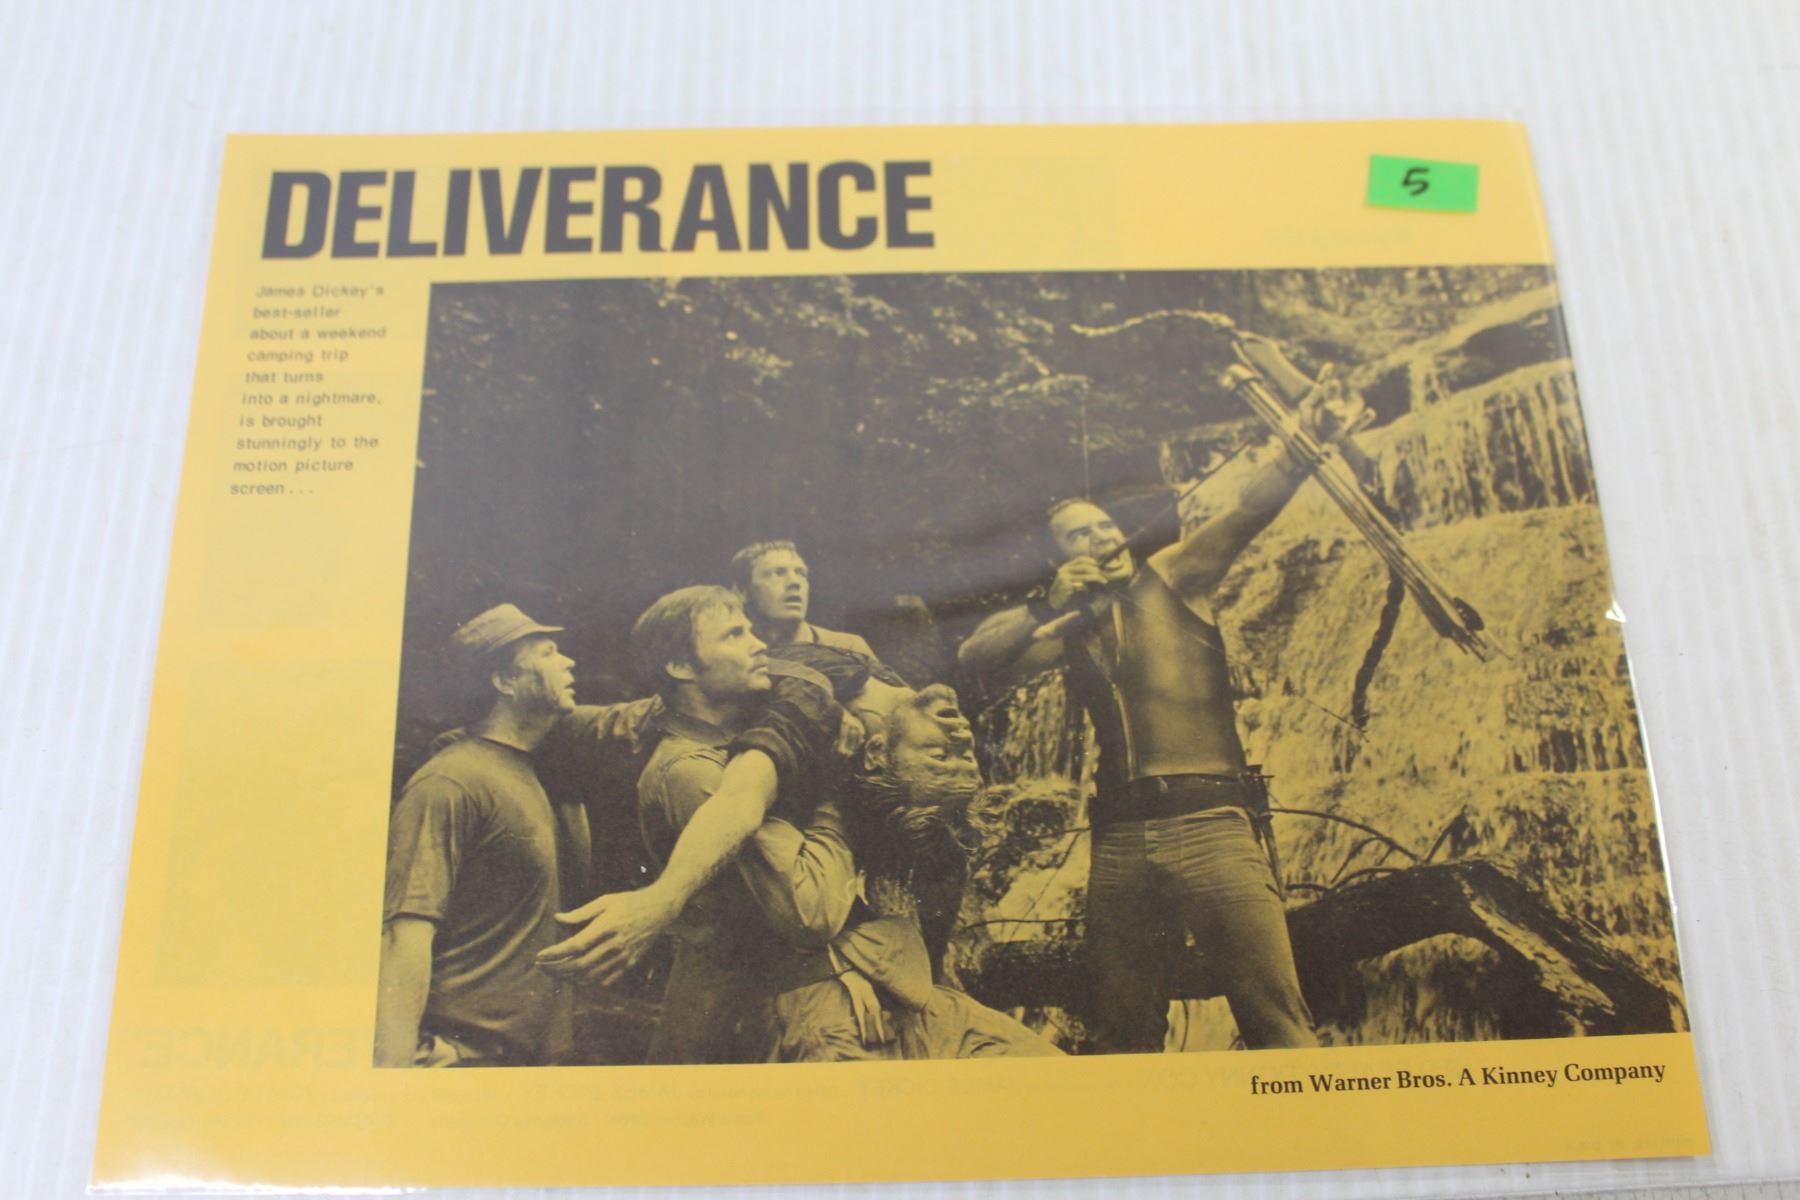 DELIVERANCE
5
James Dickey's
best-seller
about a weekend
camping trip
that turns
into a nightmare,
is brought
stunningly to the
motion picture
screen...
from Warner Bros. A Kinney Company